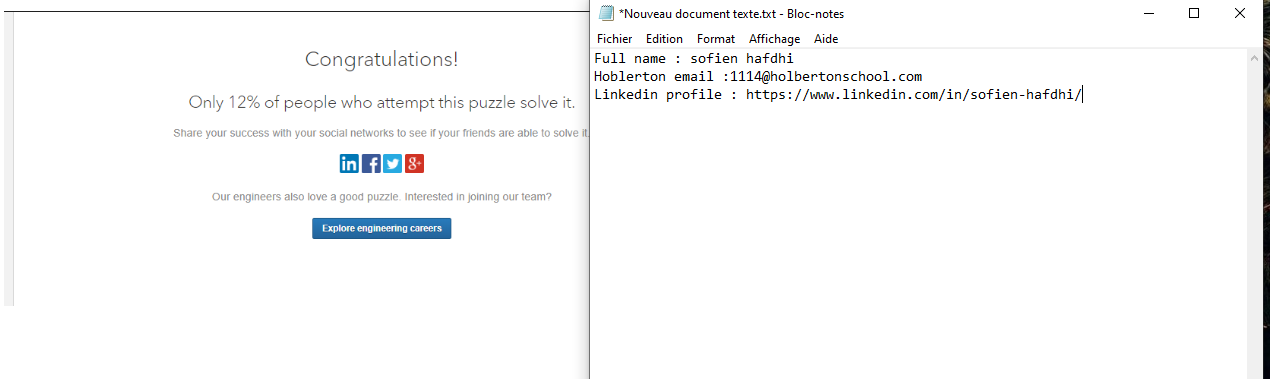 Congratulations!
Only 12% of people who attempt this puzzle solve it.
Share your success with your social networks to see if your friends are able to solve it.
in f g+
Our engineers also love a good puzzle. Interested in joining our team?
Explore engineering careers
*Nouveau document texte.txt - Bloc-notes
Fichier Edition Format Affichage Aide
Full name : sofien hafdhi
Hoblerton email :1114@holbertonschool.com
Linkedin profile : https://www.linkedin.com/in/sofien-hafdhi/